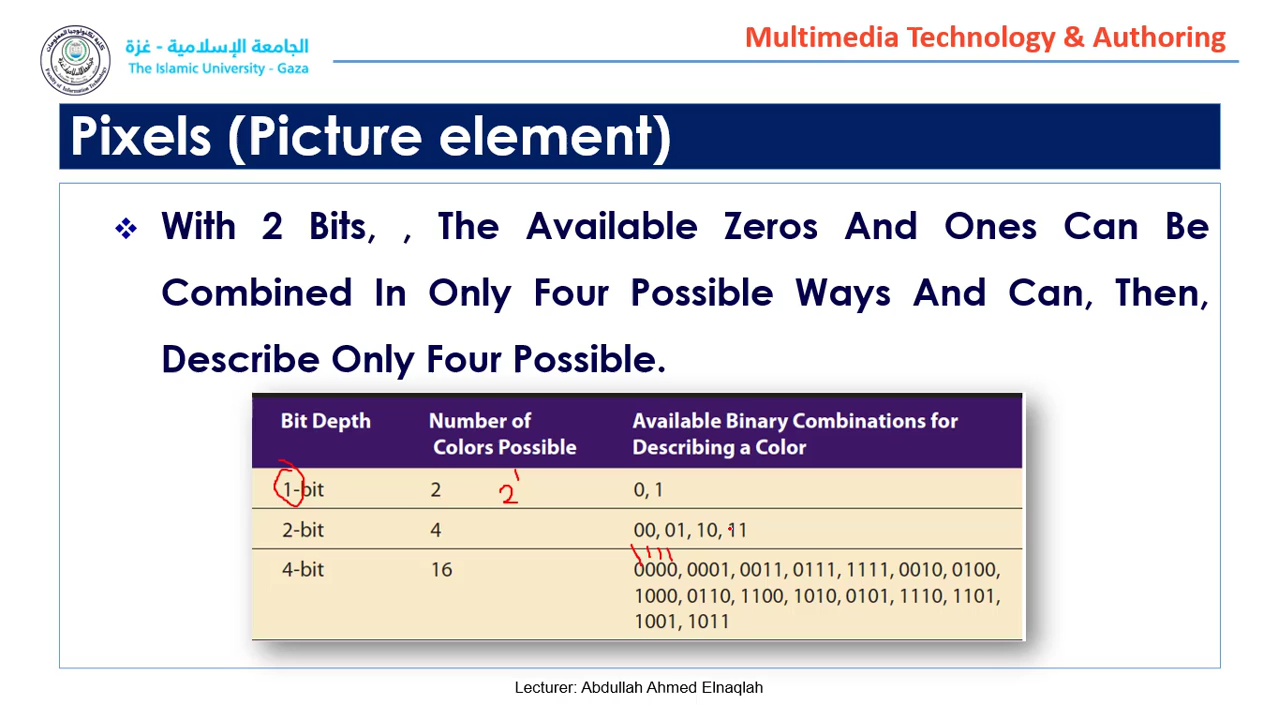 الجامعة الإسلامية - غزة
The Islamic University - Gaza
Multimedia Technology & Authoring
Pixels (Picture element)
With 2 Bits, , The Available Zeros And Ones Can Be
Combined In Only Four Possible Ways And Can, Then,
Describe Only Four Possible.
Bit Depth Number of Colors Possible Available Binary Combinations for Describing a Color
1-bit 2 2¹ 0, 1
2-bit 4 00, 01, 10, 11
4-bit 16 0000, 0001, 0011, 0111, 1111, 0010, 0100,
1000, 0110, 1100, 1010, 0101, 1110, 1101,
1001, 1011
Lecturer: Abdullah Ahmed Elnaqlah